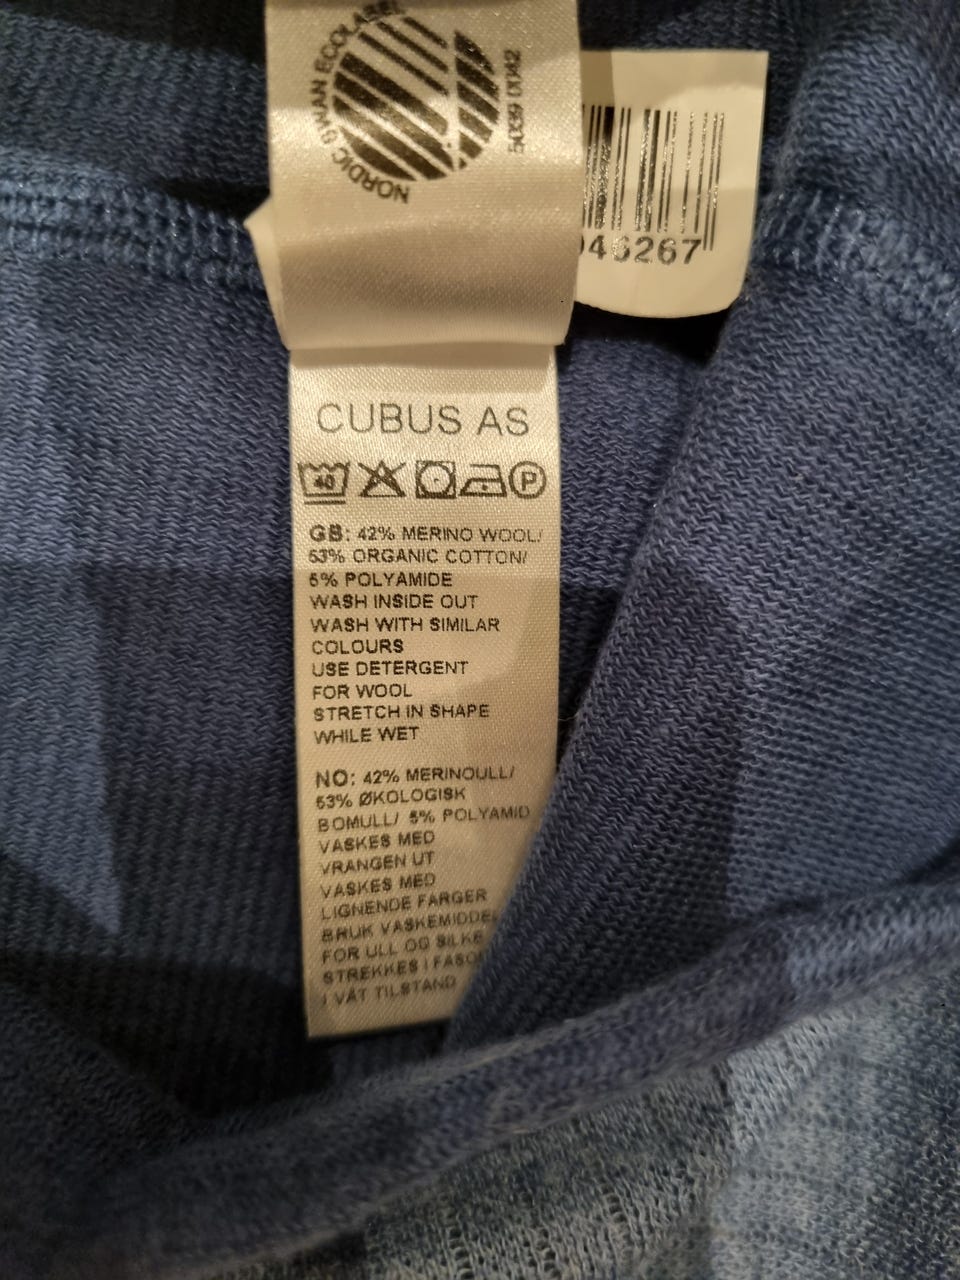 NORDIC SWAN ECOLABEL
5039 0042
046267
CUBUS AS
40
P
GB: 42% MERINO WOOL/
53% ORGANIC COTTON/
5% POLYAMIDE
WASH INSIDE OUT
WASH WITH SIMILAR
COLOURS
USE DETERGENT
FOR WOOL
STRETCH IN SHAPE
WHILE WET
NO: 42% MERINOULL/
53% ØKOLOGISK
BOMULL/ 5% POLYAMID
VASKES MED
VRANGEN UT
VASKES MED
LIGNENDE FARGER
BRUK VASKEMIDDEL
FOR ULL OG SILKE
STREKKES I FASO
I VÅT TILSTAND